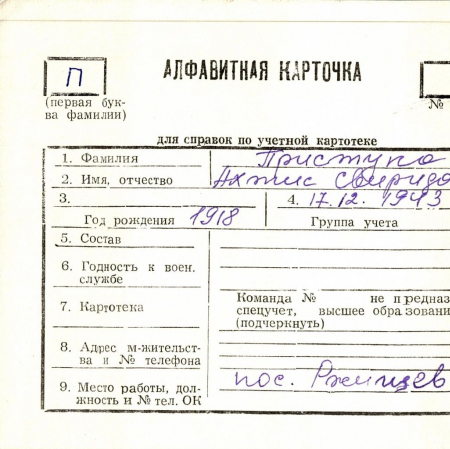 П
АЛФАВИТНАЯ КАРТОЧКА
(первая бук-
ва фамилии)
№
для справок по учетной картотеке
1. Фамилия Приступа
2. Имя, отчество
3. 4. 17.12.1943
Год рождения 1918 Группа учета
5. Состав
6. Годность к воен.
службе
7. Картотека
Команда № не предназ
спецучет, высшее образовани
(подчеркнуть)
8. Адрес м-жительст-
ва и № телефона
9. Место работы, дол-
жность и № тел. ОК
пос. Ржищев